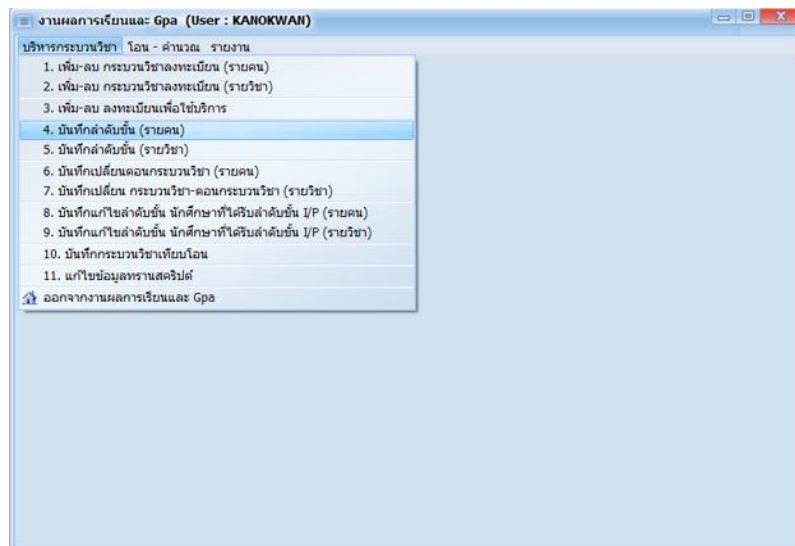 งานผลการเรียนและ Gpa (User : KANOKWAN)
บริหารกระบวนวิชา โอน - คำนวณ รายงาน
1. เพิ่ม-ลบ กระบวนวิชาลงทะเบียน (รายคน)
2. เพิ่ม-ลบ กระบวนวิชาลงทะเบียน (รายวิชา)
3. เพิ่ม-ลบ ลงทะเบียนเพื่อใช้บริการ
4. บันทึกลำดับขั้น (รายคน)
5. บันทึกลำดับขั้น (รายวิชา)
6. บันทึกเปลี่ยนตอนกระบวนวิชา (รายคน)
7. บันทึกเปลี่ยน กระบวนวิชา-ตอนกระบวนวิชา (รายวิชา)
8. บันทึกแก้ไขลำดับขั้น นักศึกษาที่ได้รับลำดับขั้น I/P (รายคน)
9. บันทึกแก้ไขลำดับขั้น นักศึกษาที่ได้รับลำดับขั้น I/P (รายวิชา)
10. บันทึกกระบวนวิชาเทียบโอน
11. แก้ไขข้อมูลทรานสคริปต์
ออกจากงานผลการเรียนและ Gpa